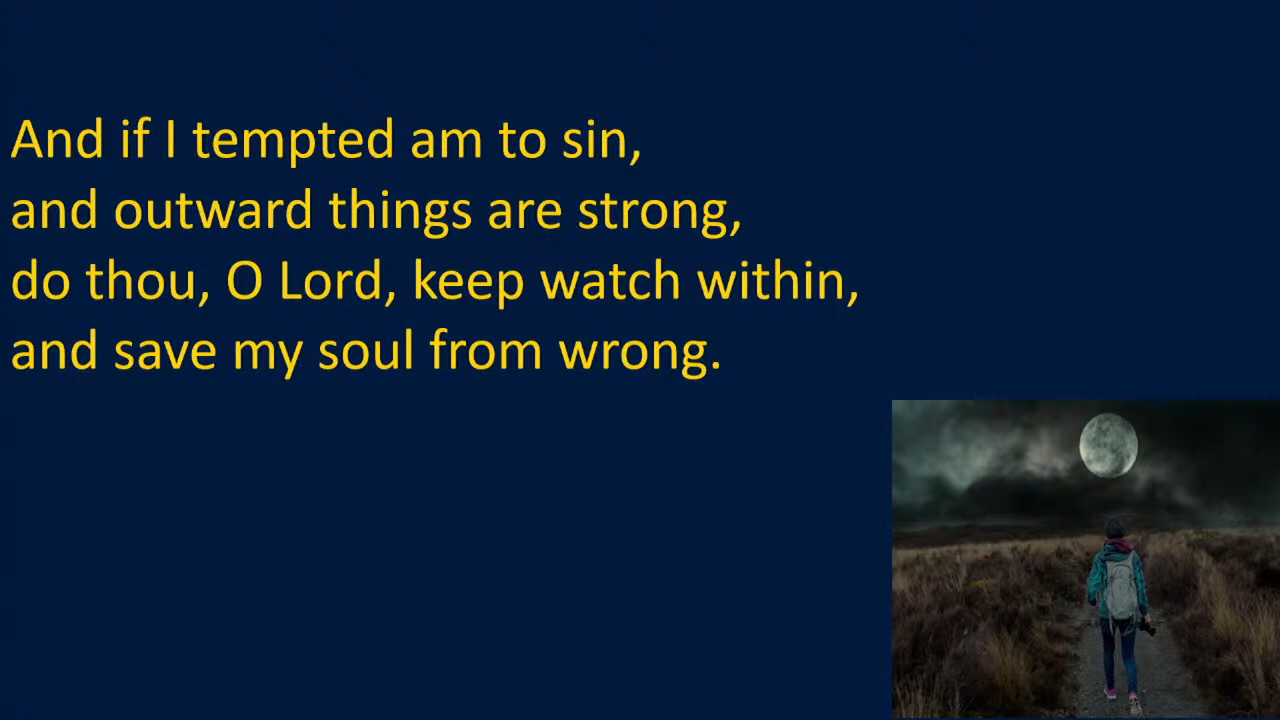 And if I tempted am to sin,
and outward things are strong,
do thou, O Lord, keep watch within,
and save my soul from wrong.